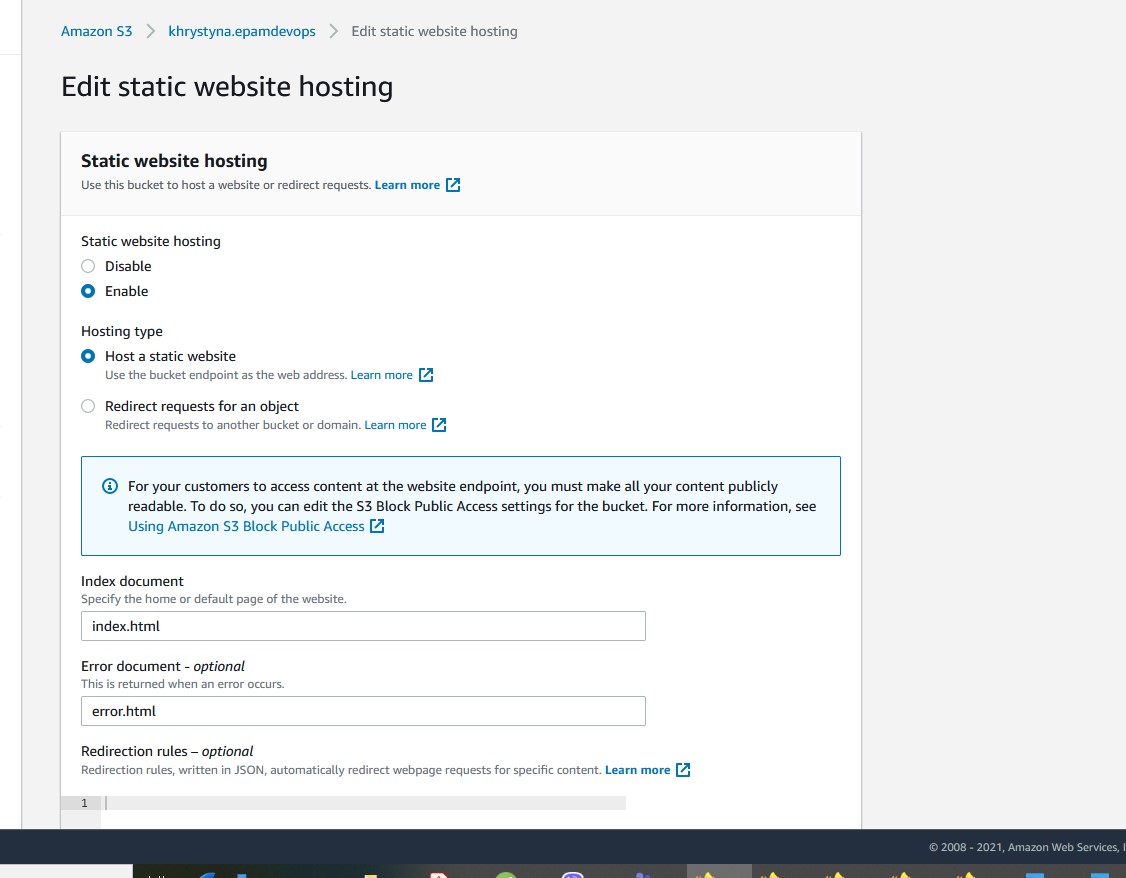 Amazon S3 > khrystyna.epamdevops > Edit static website hosting
Edit static website hosting
Static website hosting
Use this bucket to host a website or redirect requests. Learn more
Static website hosting
Disable
Enable
Hosting type
Host a static website
Use the bucket endpoint as the web address. Learn more
Redirect requests for an object
Redirect requests to another bucket or domain. Learn more
For your customers to access content at the website endpoint, you must make all your content publicly
readable. To do so, you can edit the S3 Block Public Access settings for the bucket. For more information, see
Using Amazon S3 Block Public Access
Index document
Specify the home or default page of the website.
index.html
Error document - optional
This is returned when an error occurs.
error.html
Redirection rules – optional
Redirection rules, written in JSON, automatically redirect webpage requests for specific content. Learn more
1
© 2008 - 2021, Amazon Web Services,